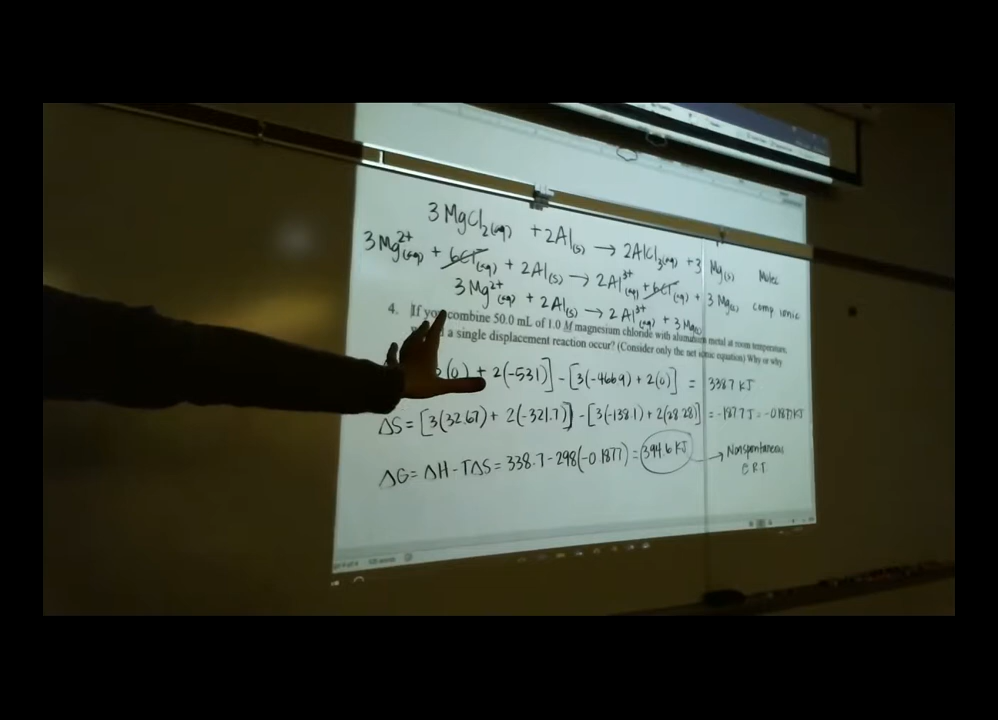 3 MgCl₂(aq) + 2Al(s) → 2AlCl₃(aq) + 3 Mg(s) Molec
3 Mg²⁺(aq) + 6Cl⁻(aq) + 2Al(s) → 2Al³⁺(aq) + 6Cl⁻(aq) + 3 Mg(s) comp ionic
3 Mg²⁺(aq) + 2Al(s) → 2Al³⁺(aq) + 3 Mg(s)
4. If you combine 50.0 mL of 1.0 M magnesium chloride with aluminum metal at room temperature,
a single displacement reaction occur? (Consider only the net ionic equation) Why or why
(0) + 2(-531)] - [3(-466.9) + 2(0)] = 338.7 KJ
ΔS = [3(32.67) + 2(-321.7)] - [3(-138.1) + 2(28.28)] = -187.7 J = -0.1877 KJ
ΔG = ΔH - TΔS = 338.7 - 298(-0.1877) = 394.6 KJ → Nonspontaneous
@ R.T